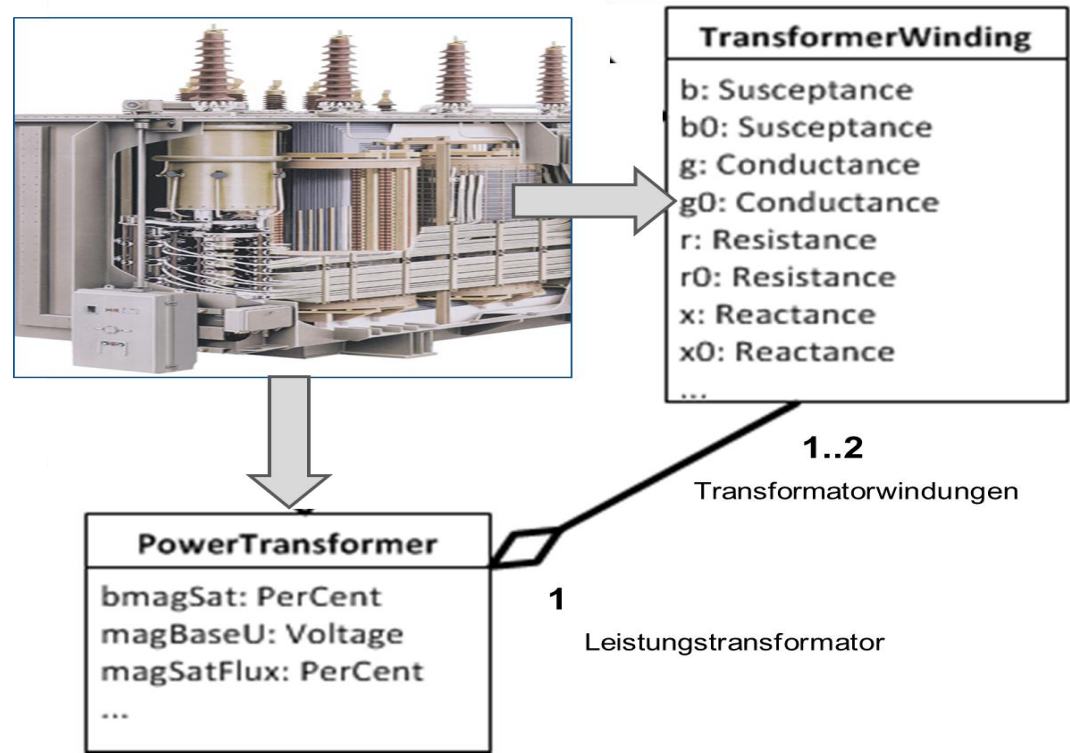 TransformerWinding
b: Susceptance
b0: Susceptance
g: Conductance
g0: Conductance
r: Resistance
r0: Resistance
x: Reactance
x0: Reactance
...
1..2
Transformatorwindungen
PowerTransformer
bmagSat: PerCent
magBaseU: Voltage
magSatFlux: PerCent
...
1
Leistungstransformator